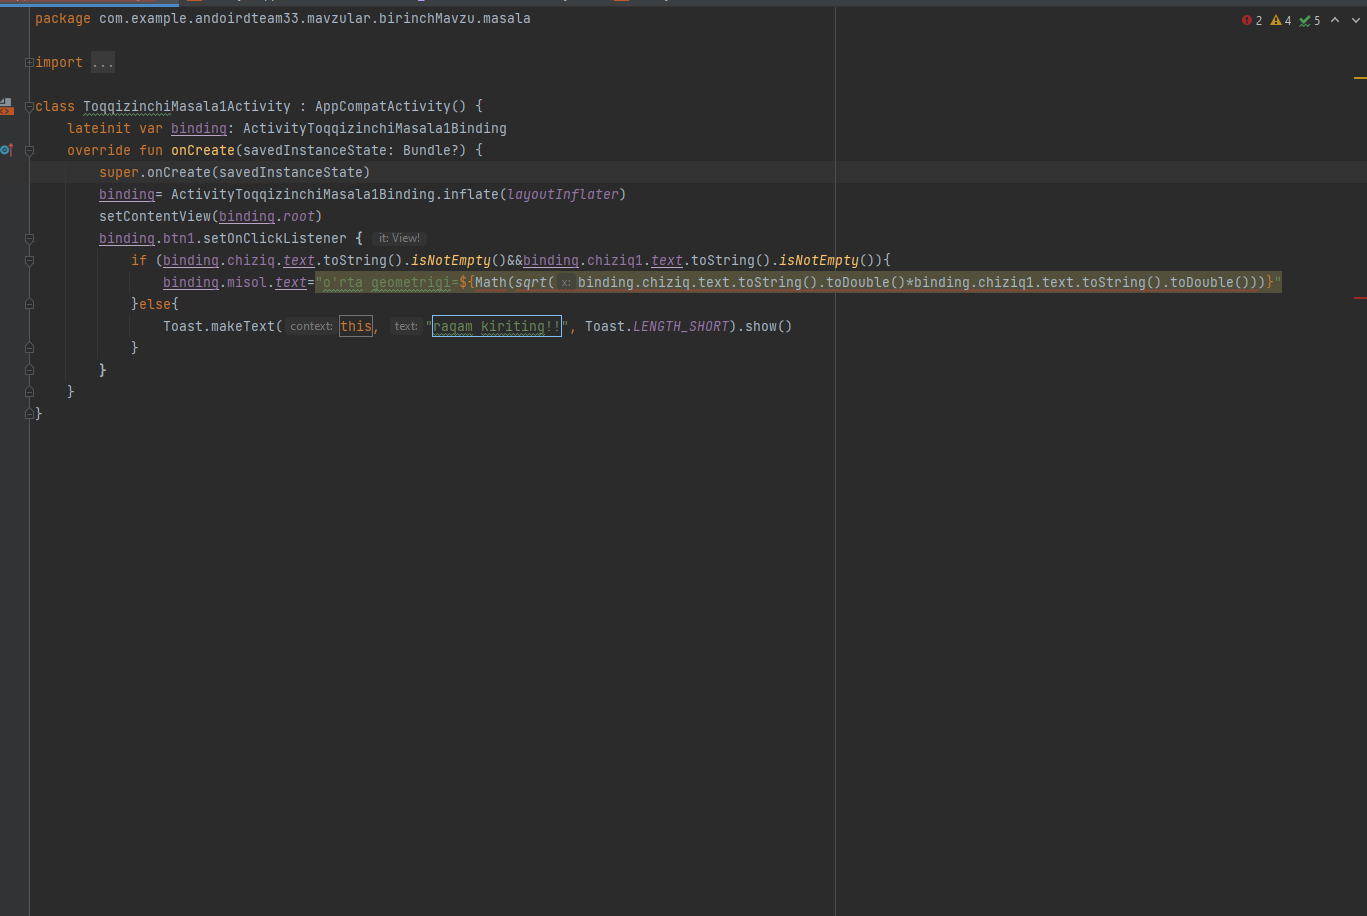 package com.example.andoirdteam33.mavzular.birinchMavzu.masala
2 4 5
import ...
class ToqqizinchiMasala1Activity : AppCompatActivity() {
lateinit var binding: ActivityToqqizinchiMasala1Binding
override fun onCreate(savedInstanceState: Bundle?) {
super.onCreate(savedInstanceState)
binding= ActivityToqqizinchiMasala1Binding.inflate(layoutInflater)
setContentView(binding.root)
binding.btn1.setOnClickListener { it: View!
if (binding.chiziq.text.toString().isNotEmpty()&&binding.chiziq1.text.toString().isNotEmpty()){
binding.misol.text="o'rta geometrigi=${Math(sqrt( x: binding.chiziq.text.toString().toDouble()*binding.chiziq1.text.toString().toDouble()))}"
}else{
Toast.makeText( context: this, text: "raqam kiriting!!", Toast.LENGTH_SHORT).show()
}
}
}
}